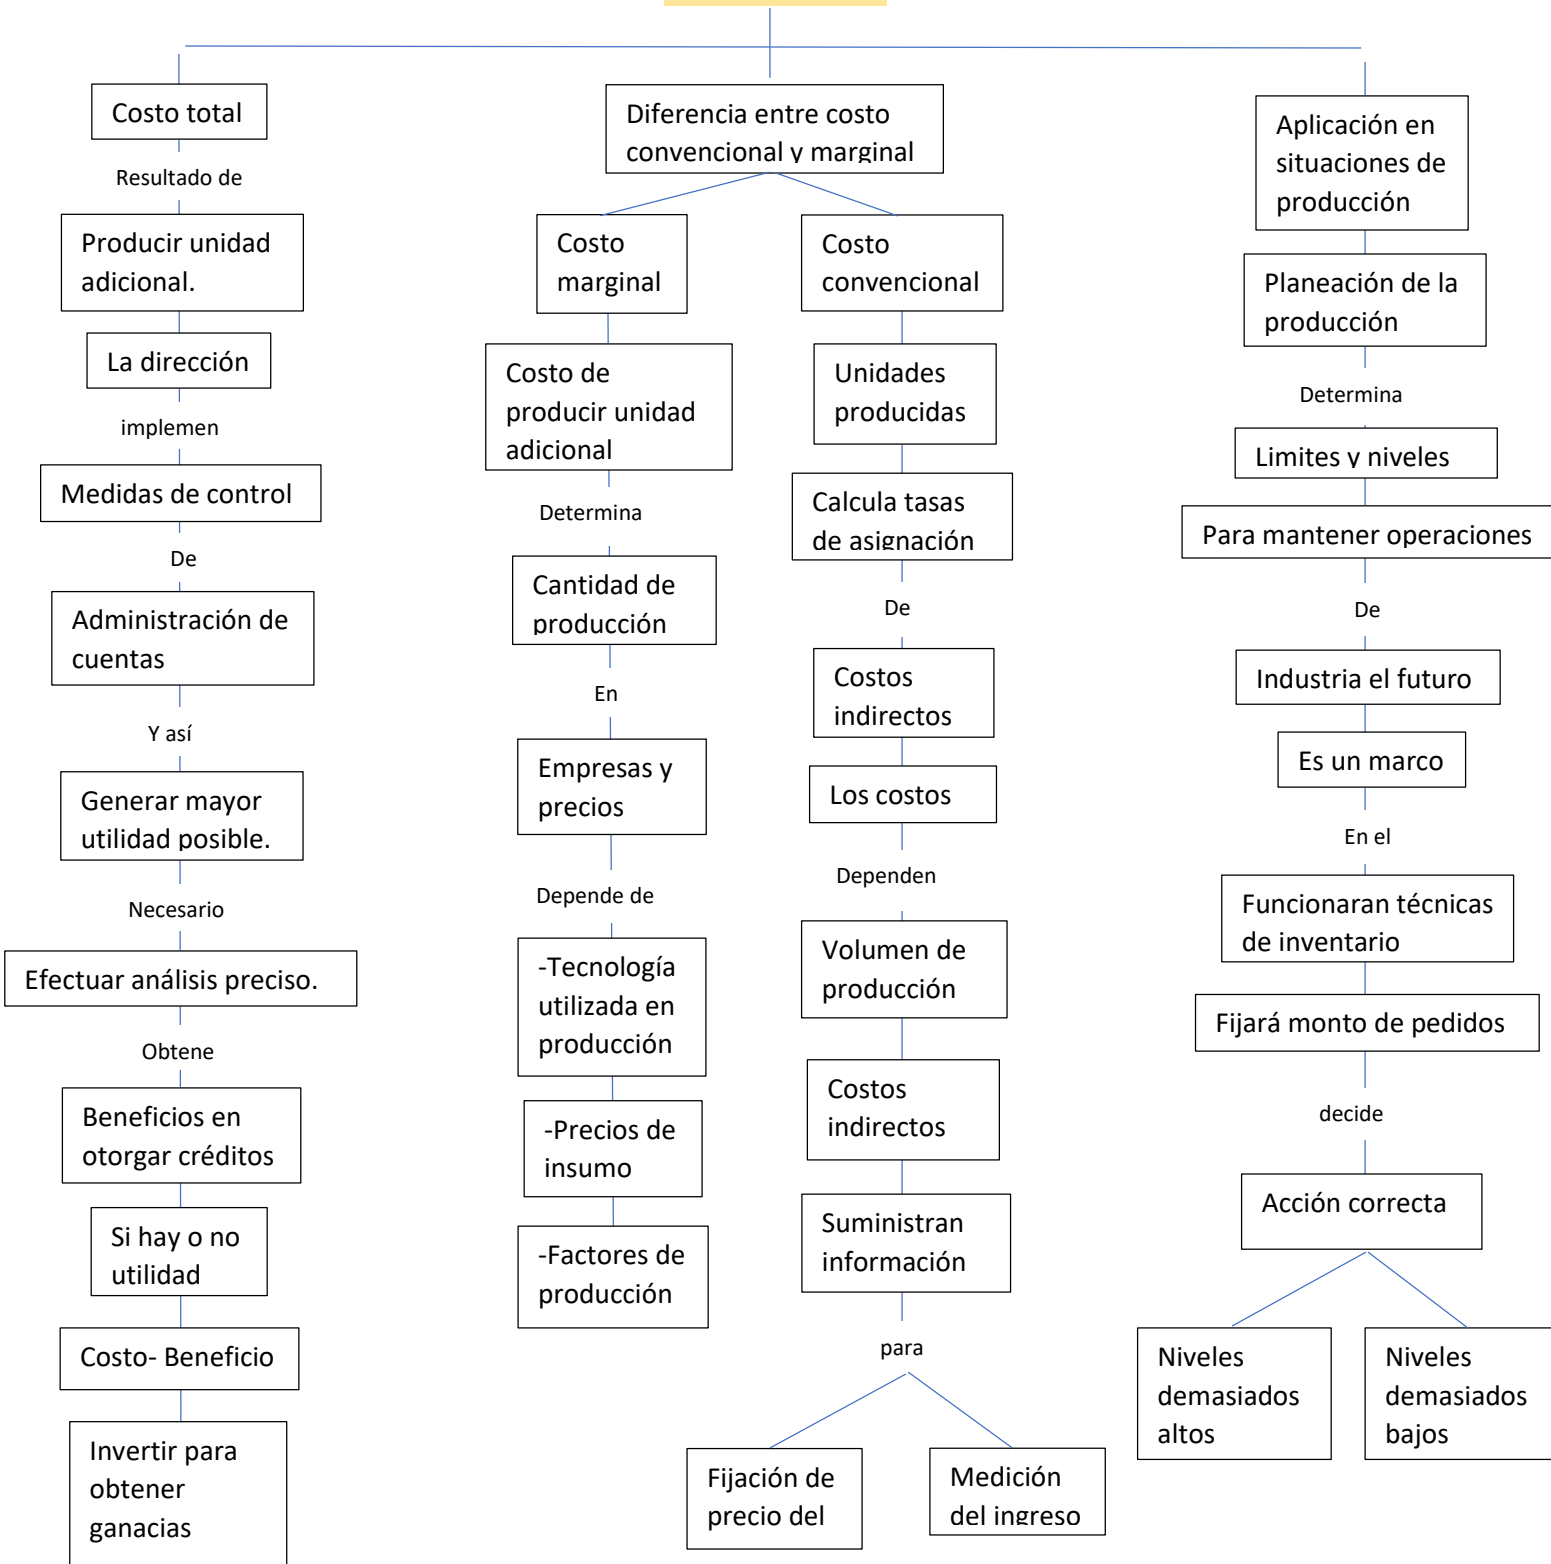 Costo total
Resultado de
Producir unidad
adicional.
La dirección
implemen
Medidas de control
De
Administración de
cuentas
Y así
Generar mayor
utilidad posible.
Necesario
Efectuar análisis preciso.
Obtene
Beneficios en
otorgar créditos
Si hay o no
utilidad
Costo- Beneficio
Invertir para
obtener
ganacias
Diferencia entre costo
convencional y marginal
Costo
marginal
Costo de
producir unidad
adicional
Determina
Cantidad de
producción
En
Empresas y
precios
Depende de
-Tecnología
utilizada en
producción
-Precios de
insumo
-Factores de
producción
Costo
convencional
Unidades
producidas
Calcula tasas
de asignación
De
Costos
indirectos
Los costos
Dependen
Volumen de
producción
Costos
indirectos
Suministran
información
para
Fijación de
precio del
Medición
del ingreso
Aplicación en
situaciones de
producción
Planeación de la
producción
Determina
Limites y niveles
Para mantener operaciones
De
Industria el futuro
Es un marco
En el
Funcionaran técnicas
de inventario
Fijará monto de pedidos
decide
Acción correcta
Niveles
demasiados
altos
Niveles
demasiados
bajos